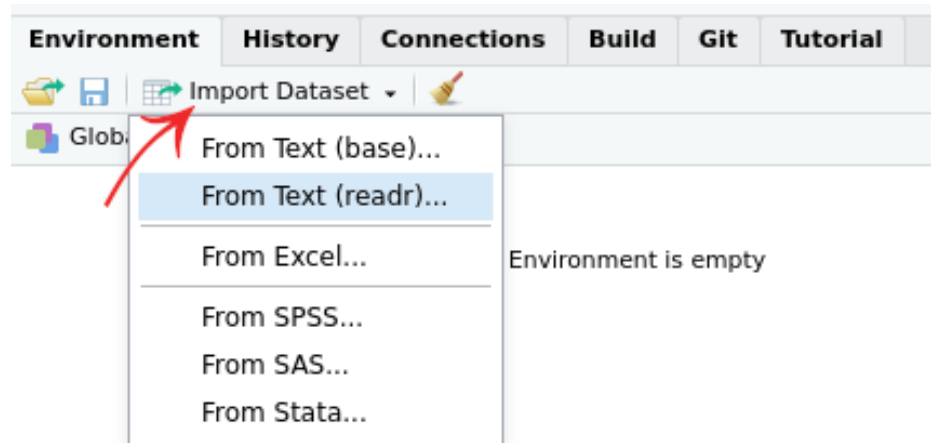 Environment History Connections Build Git Tutorial
Import Dataset
Globa
From Text (base)...
From Text (readr)...
From Excel...
Environment is empty
From SPSS...
From SAS...
From Stata...